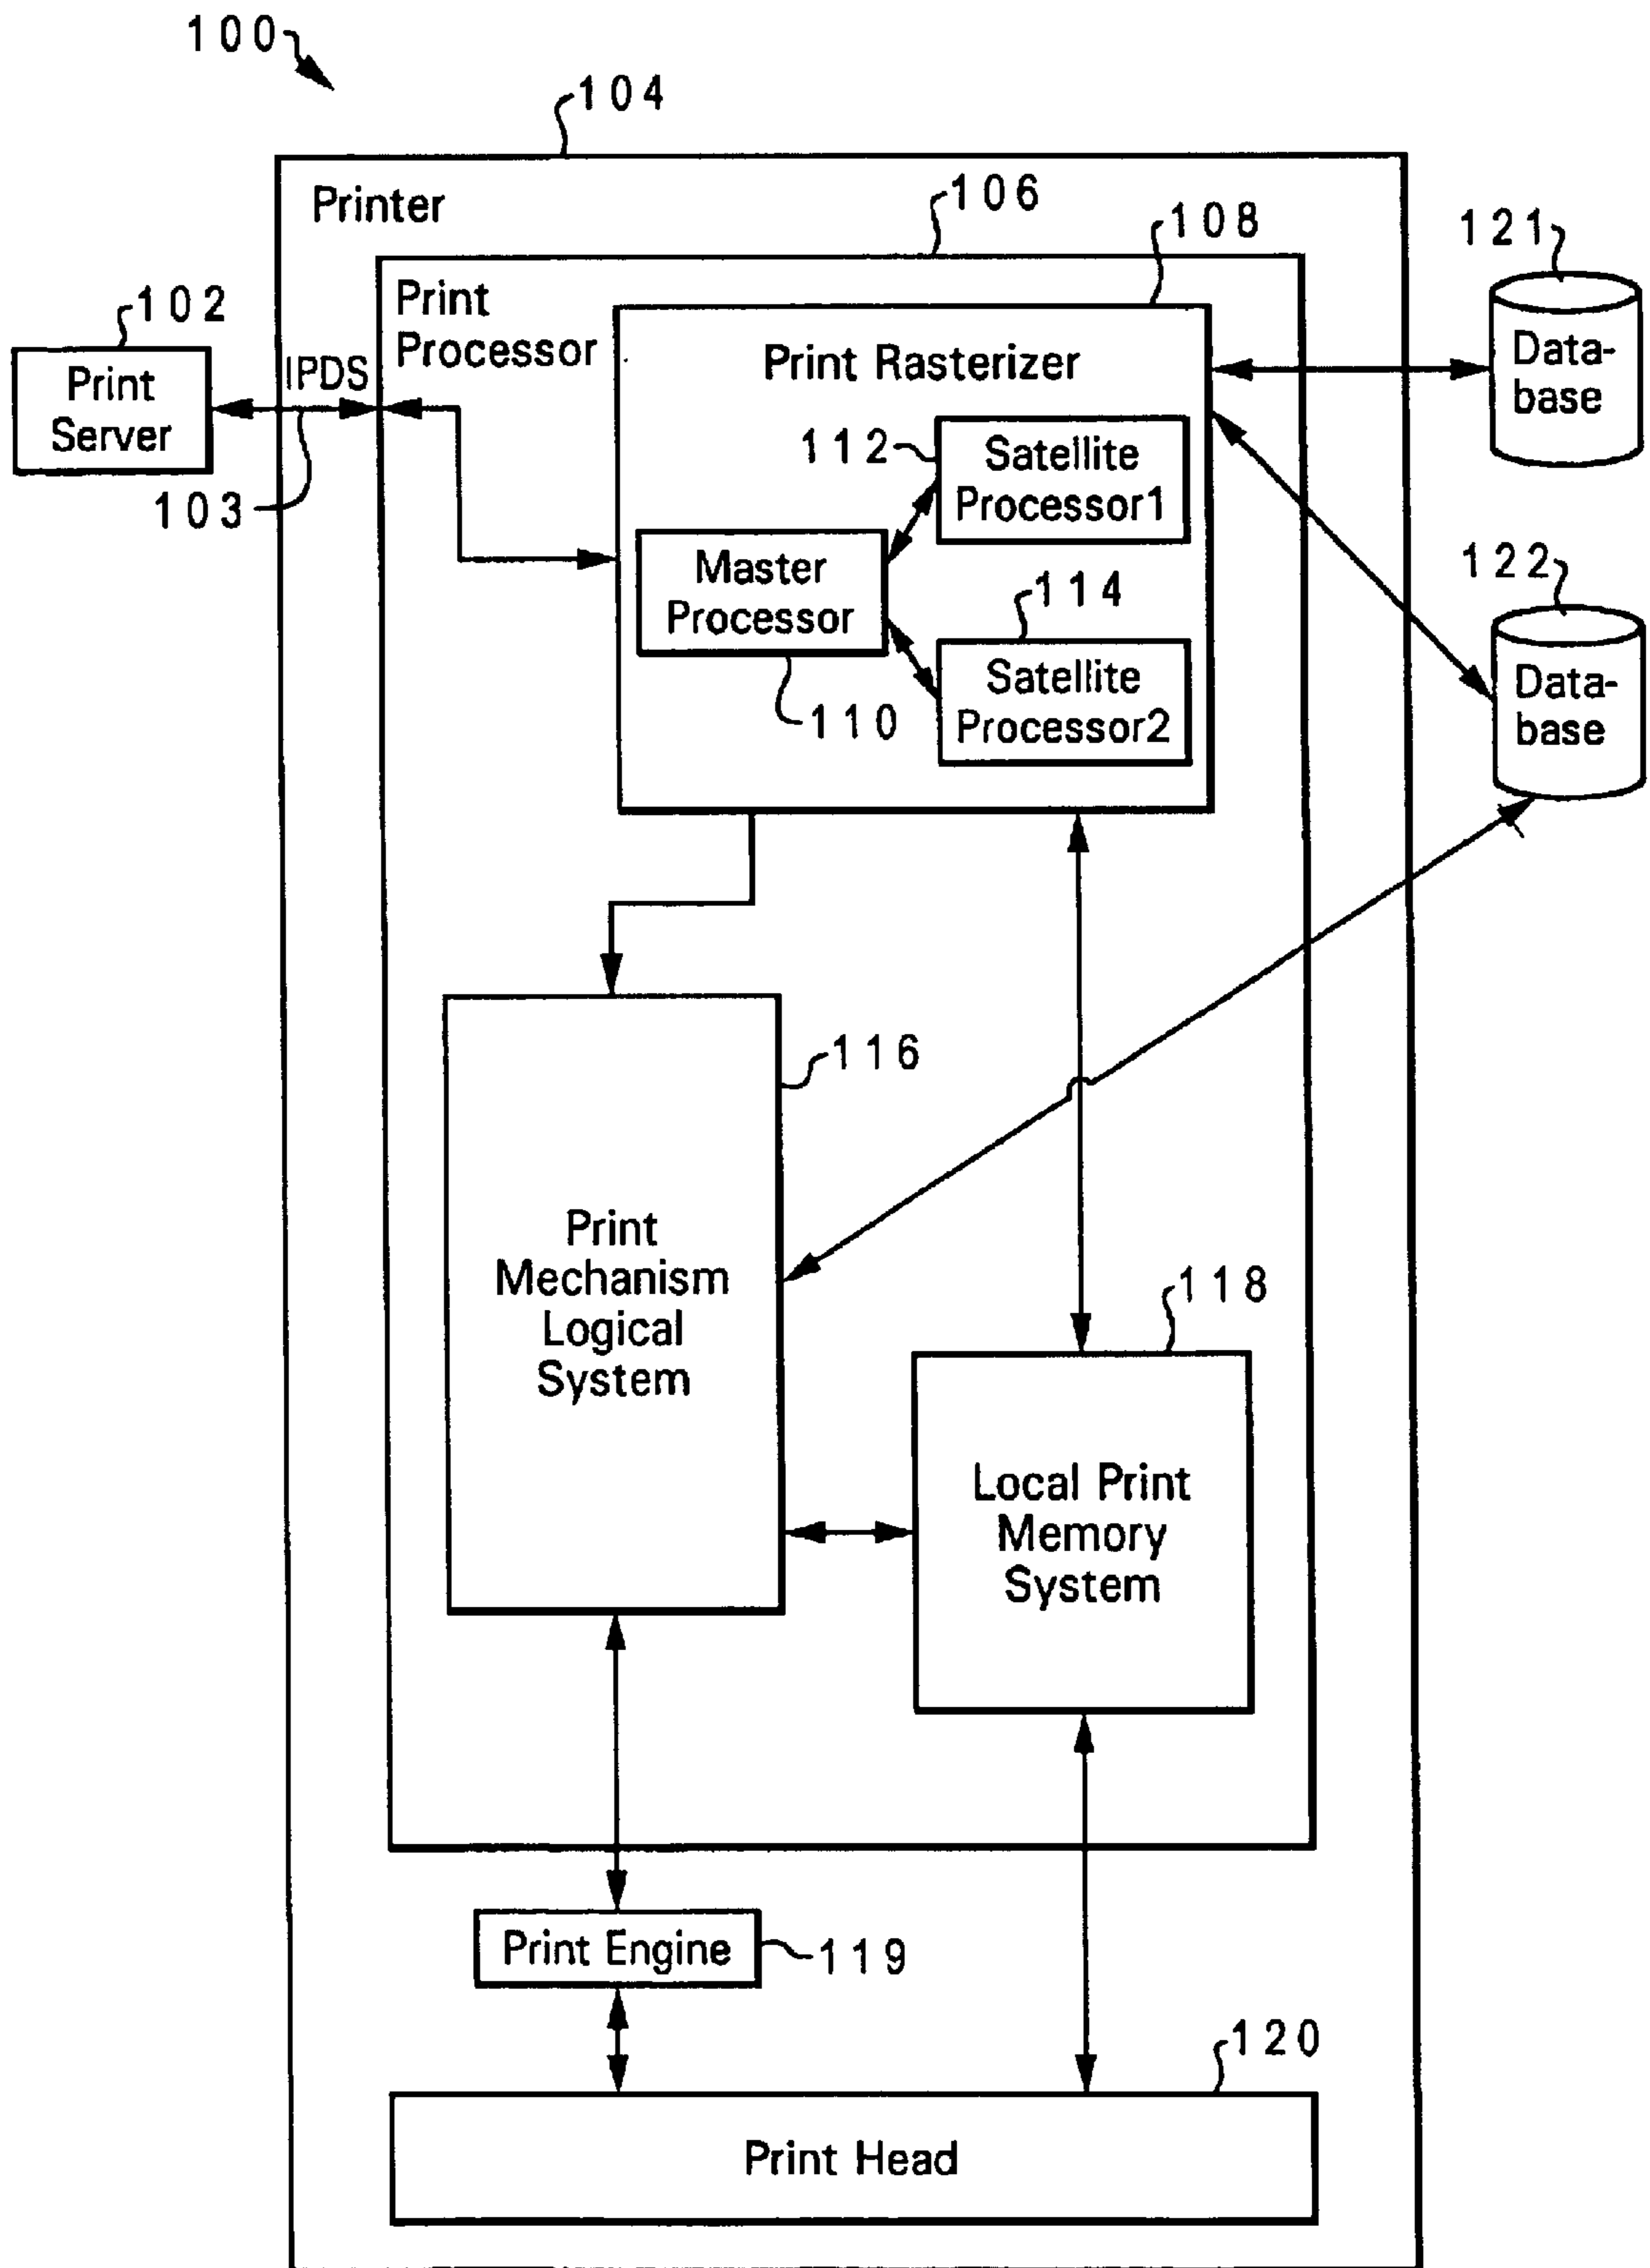 100
104
Printer
106
108
121
Print
Processor
102
Print Rasterizer
Data-
base
IPDS
Print
Server
112
Satellite
Processor1
103
122
Master
Processor
114
Satellite
Processor2
110
Data-
base
116
Print
Mechanism
Logical
System
118
Local Print
Memory
System
Print Engine
119
120
Print Head